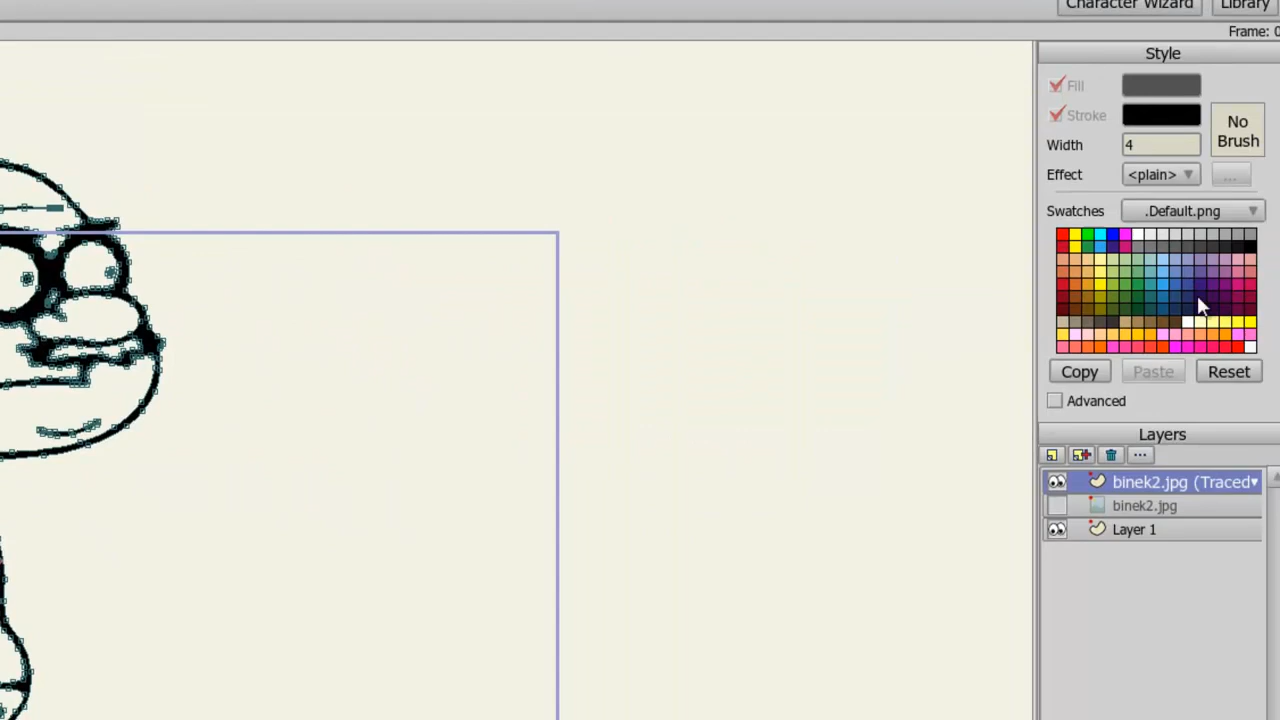 Character Wizard
Library
Frame: 0
Style
Fill
Stroke
No
Brush
Width
4
Effect
<plain>
...
Swatches
.Default.png
Copy
Paste
Reset
Advanced
Layers
binek2.jpg (Traced
binek2.jpg
Layer 1